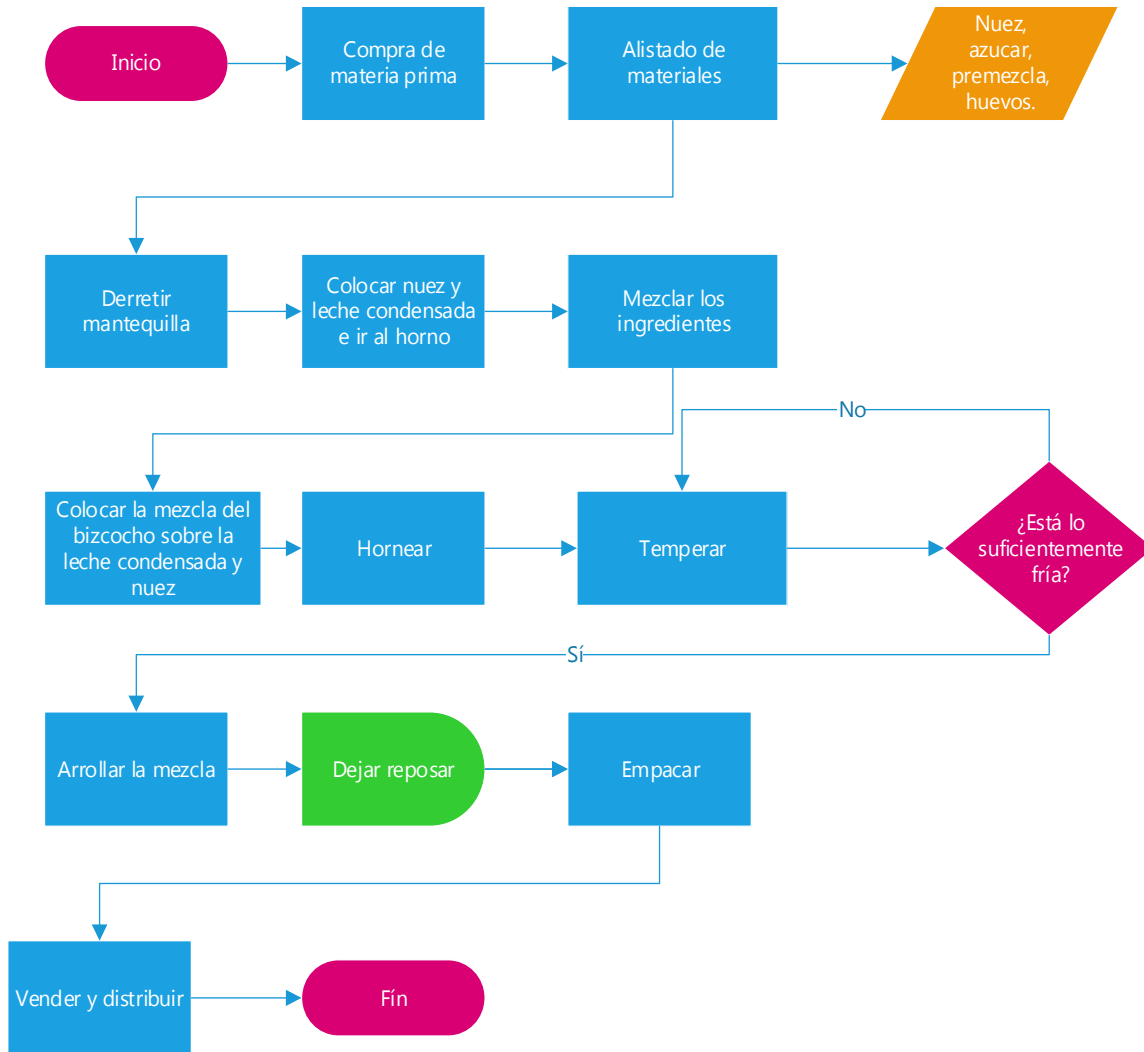 Inicio
Compra de
materia prima
Alistado de
materiales
Nuez,
azucar,
premezcla,
huevos.
Derretir
mantequilla
Colocar nuez y
leche condensada
e ir al horno
Mezclar los
ingredientes
No
Colocar la mezcla del
bizcocho sobre la
leche condensada y
nuez
Hornear
Temperar
¿Está lo
suficientemente
fría?
Sí
Arrollar la mezcla
Dejar reposar
Empacar
Vender y distribuir
Fín